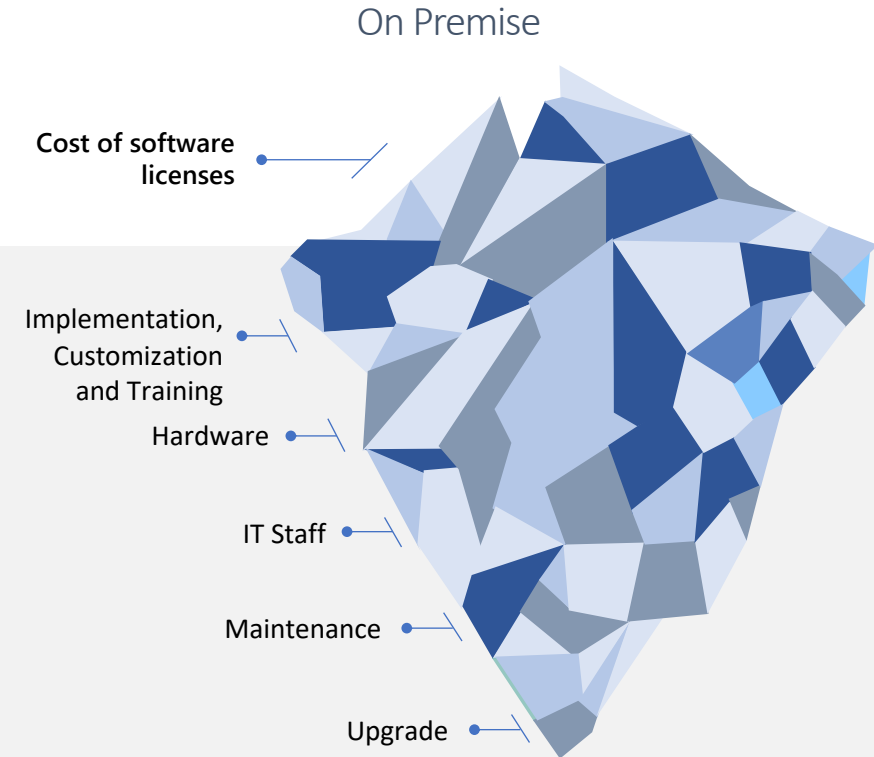 On Premise
Cost of software
licenses
Implementation,
Customization
and Training
Hardware
IT Staff
Maintenance
Upgrade